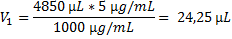 V₁ = (4850 µL * 5 µg/mL) / (1000 µg/mL) = 24,25 µL